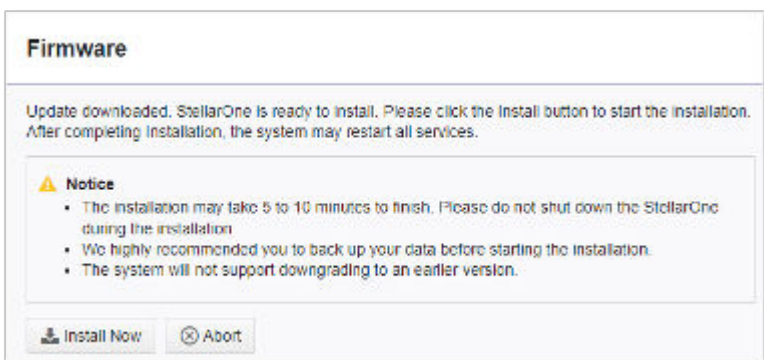 Firmware
Update downloaded. StellarOne is ready to install. Please click the Install button to start the installation.
After completing installation, the system may restart all services.
Notice
• The installation may take 5 to 10 minutes to finish. Please do not shut down the StellarOne
during the installation
• We highly recommended you to back up your data before starting the installation.
• The system will not support downgrading to an earlier version.
Install Now Abort